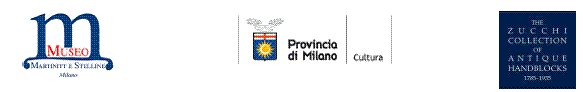 m
MUSEO
MARTINITT E STELLINE
Milano
Provincia
di Milano
Cultura
THE
ZUCCHI
COLLECTION
OF
ANTIQUE
HANDBLOCKS
1785-1935